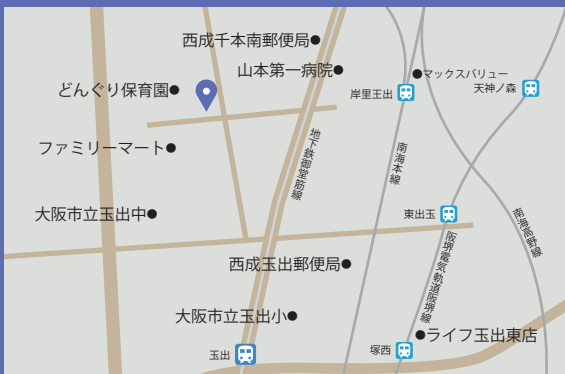 西成千本南郵便局
山本第一病院
マックスバリュー
どんぐり保育園
岸里玉出
天神ノ森
ファミリーマート
地下鉄御堂筋線
南海本線
大阪市立玉出中
東出玉
南海高野線
阪堺電気軌道阪堺線
西成玉出郵便局
大阪市立玉出小
ライフ玉出東店
玉出
塚西